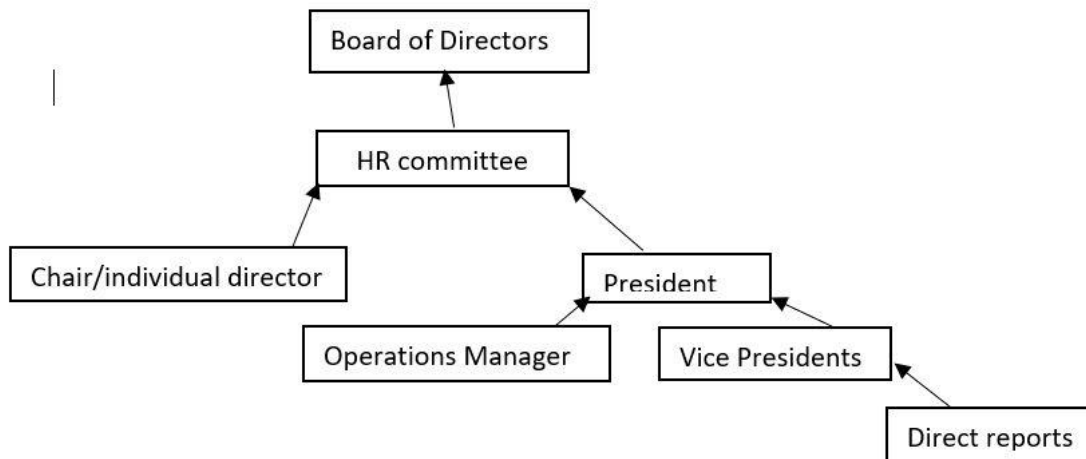 Board of Directors
HR committee
Chair/individual director
President
Operations Manager
Vice Presidents
Direct reports